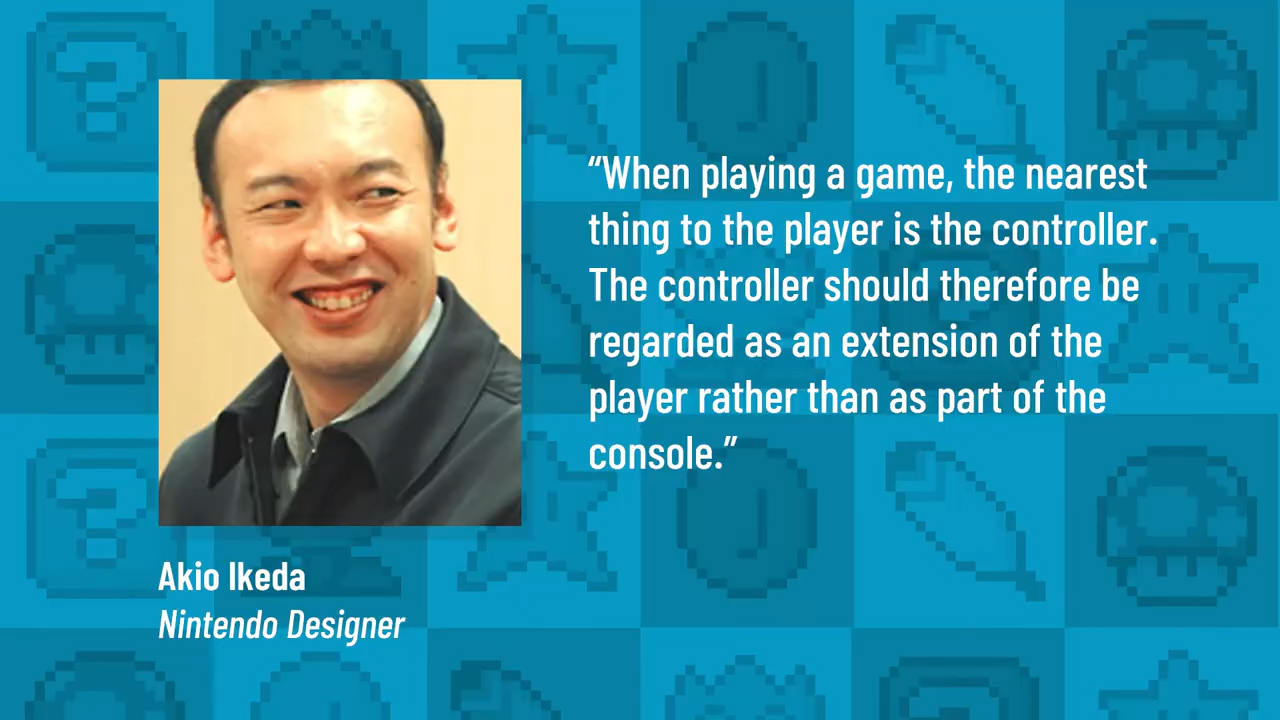 “When playing a game, the nearest
thing to the player is the controller.
The controller should therefore be
regarded as an extension of the
player rather than as part of the
console.”
Akio Ikeda
Nintendo Designer